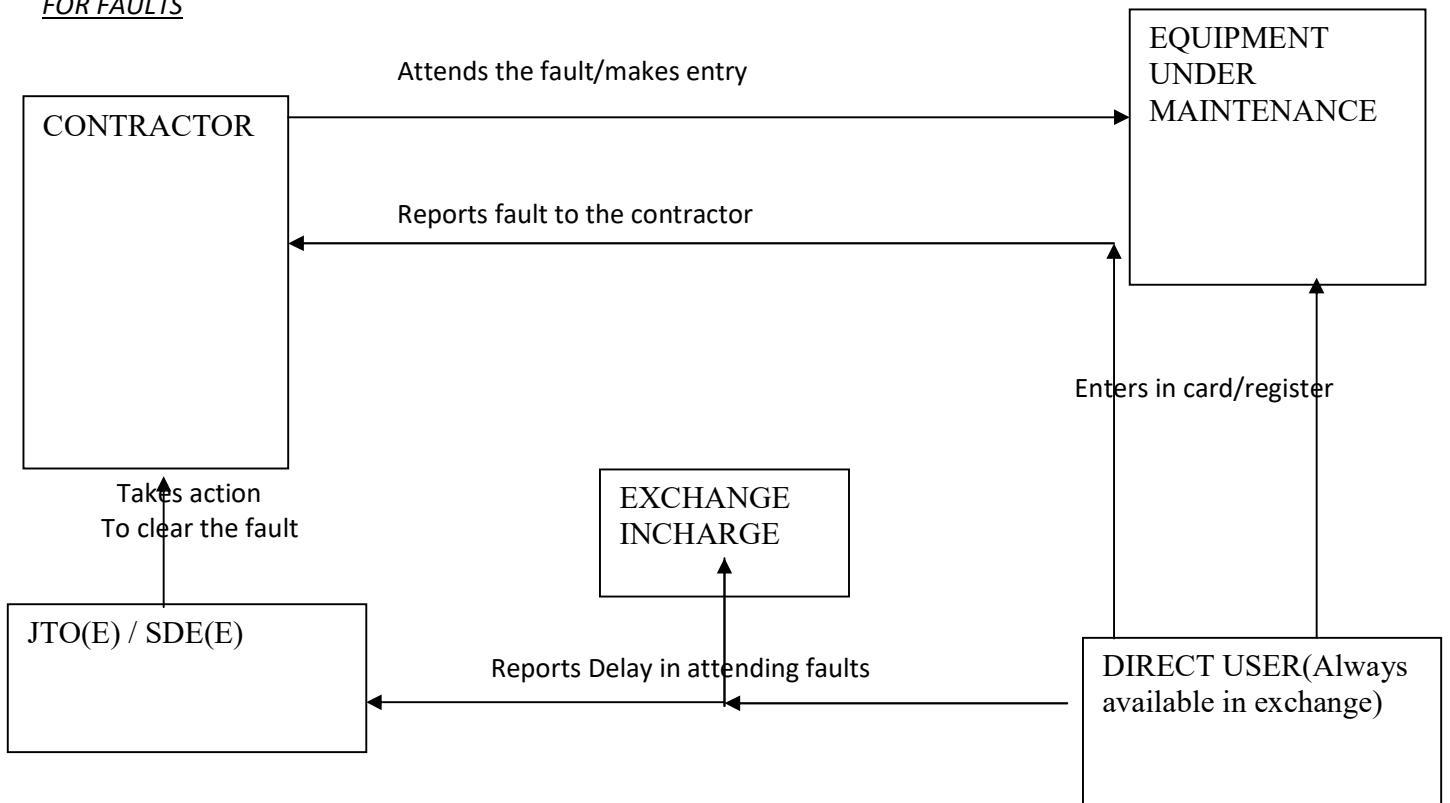 FOR FAULTS
EQUIPMENT
UNDER
MAINTENANCE
Attends the fault/makes entry
CONTRACTOR
Reports fault to the contractor
Enters in card/register
Takes action
To clear the fault
EXCHANGE
INCHARGE
JTO(E) / SDE(E)
Reports Delay in attending faults
DIRECT USER(Always
available in exchange)